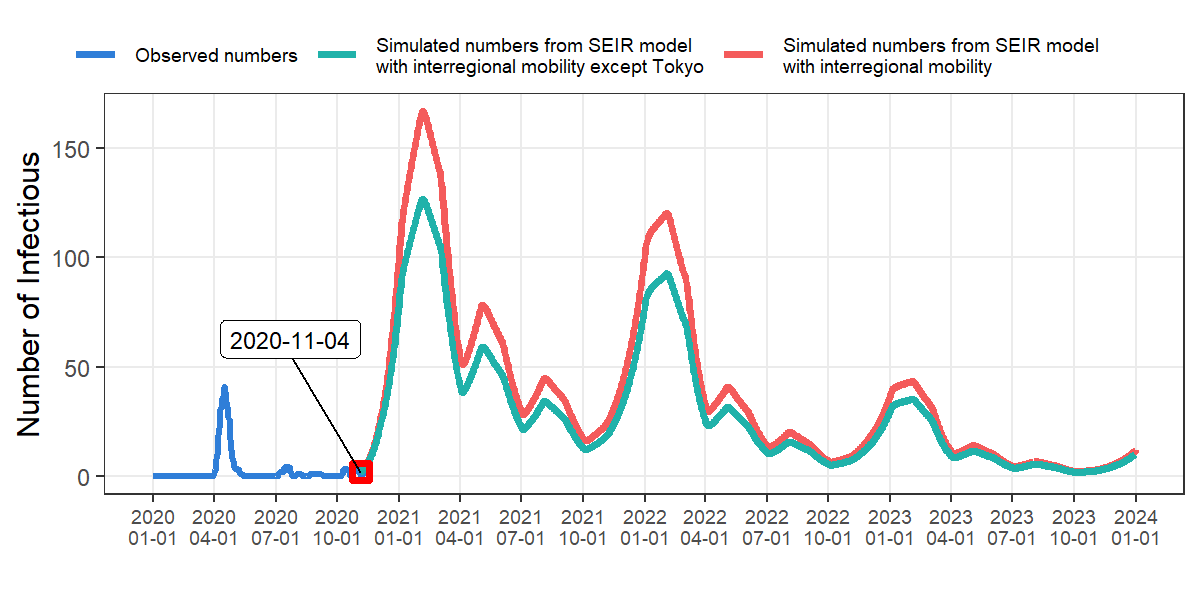 Observed numbers
Simulated numbers from SEIR model
with interregional mobility except Tokyo
Simulated numbers from SEIR model
with interregional mobility
Number of Infectious
150
100
50
0
2020-11-04
2020 2020 2020 2020 2021 2021 2021 2021 2022 2022 2022 2022 2023 2023 2023 2023 2024
01-01 04-01 07-01 10-01 01-01 04-01 07-01 10-01 01-01 04-01 07-01 10-01 01-01 04-01 07-01 10-01 01-01